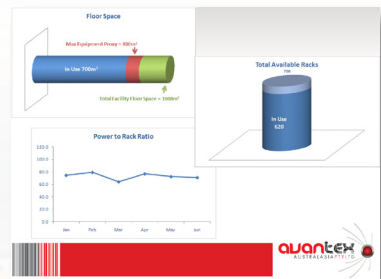 Floor Space
Max Equipment Proxy = 800m²
In Use 700m²
Total Facility Floor Space = 1000m²
Total Available Racks
700
In Use
620
Power to Rack Ratio
120.0
100.0
80.0
60.0
40.0
20.0
0.0
Jan Feb Mar Apr May Jun
avantex
AUSTRALASIA PTY LTD